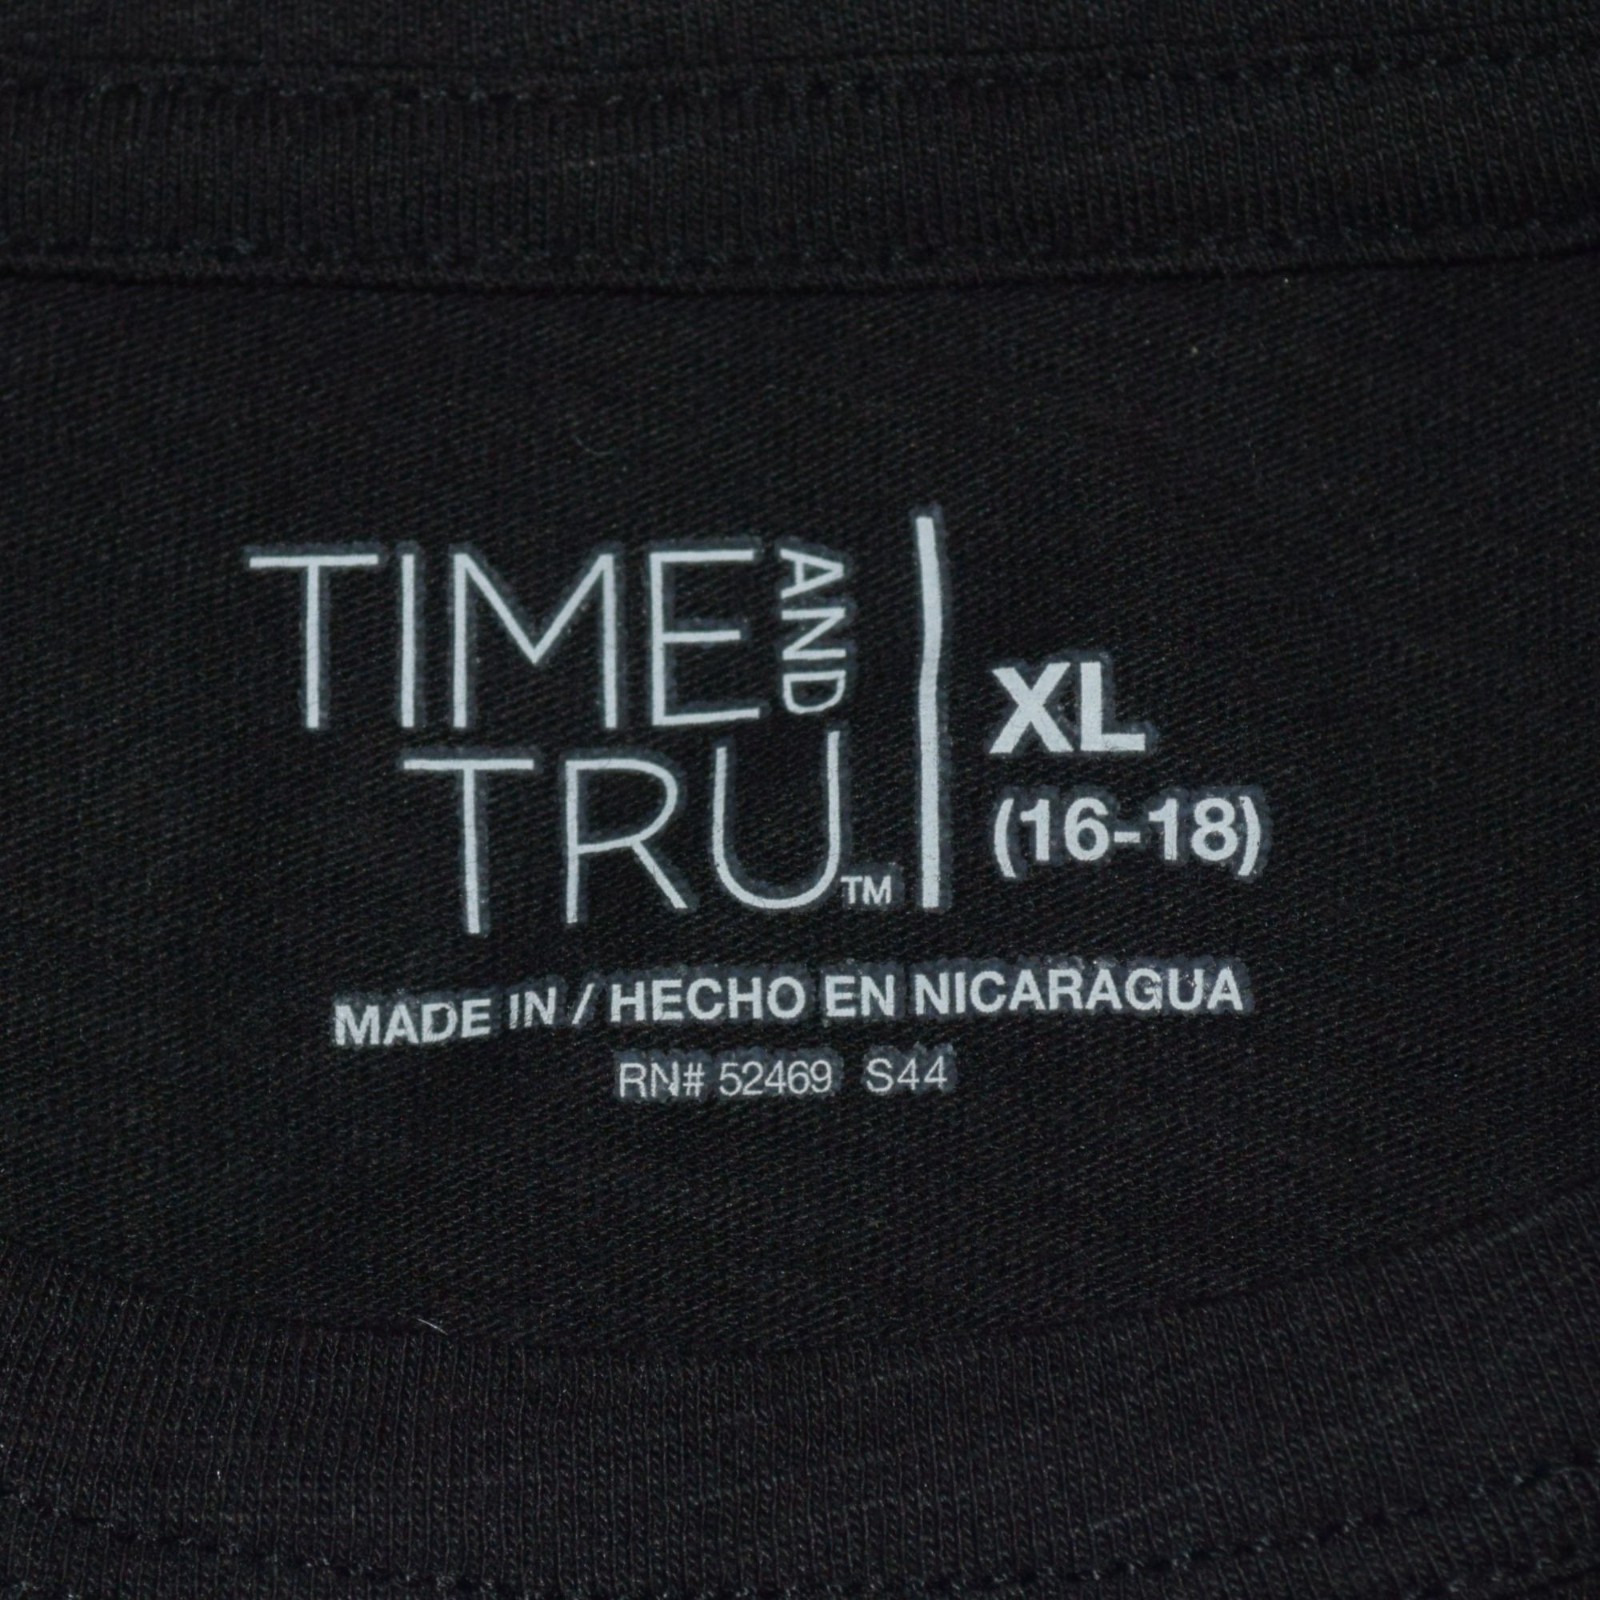 TIME AND
TRU™
XL
(16-18)
MADE IN / HECHO EN NICARAGUA
RN# 52469 S44